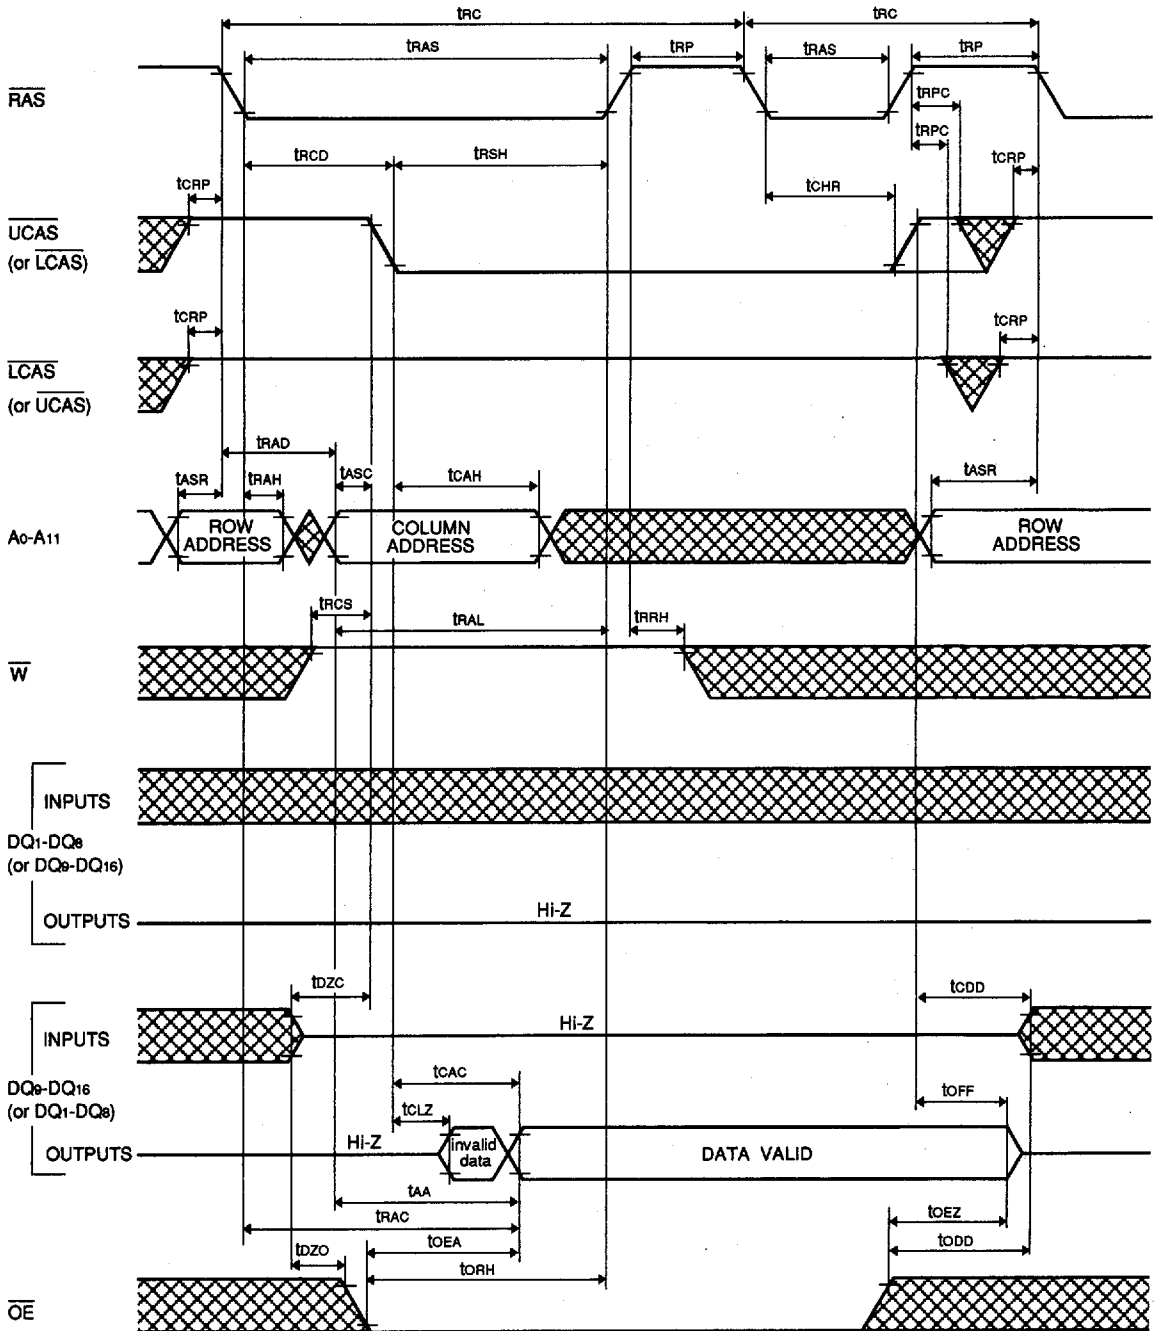 tRC tRC
tRAS tRP tRAS tRP
RAS
tRPC
tRPC
tRCD tRSH
tCRP tCHR tCRP
UCAS
(or LCAS)
tCRP tCRP
LCAS
(or UCAS)
tRAD
tASR tRAH tASC tCAH tASR
A0-A11 ROW ADDRESS COLUMN ADDRESS ROW ADDRESS
tRCS tRAL tRRH
W
INPUTS
DQ1-DQ8
(or DQ9-DQ16)
OUTPUTS Hi-Z
tDZC tCDD
INPUTS Hi-Z
DQ9-DQ16
(or DQ1-DQ8)
tCAC
tCLZ tOFF
OUTPUTS Hi-Z invalid data DATA VALID
tAA
tRAC tOEZ
tDZO tOEA tODD
tORH
OE